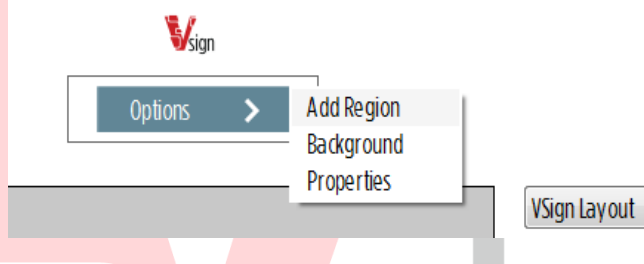 Vsign
Options
Add Region
Background
Properties
VSign Layout